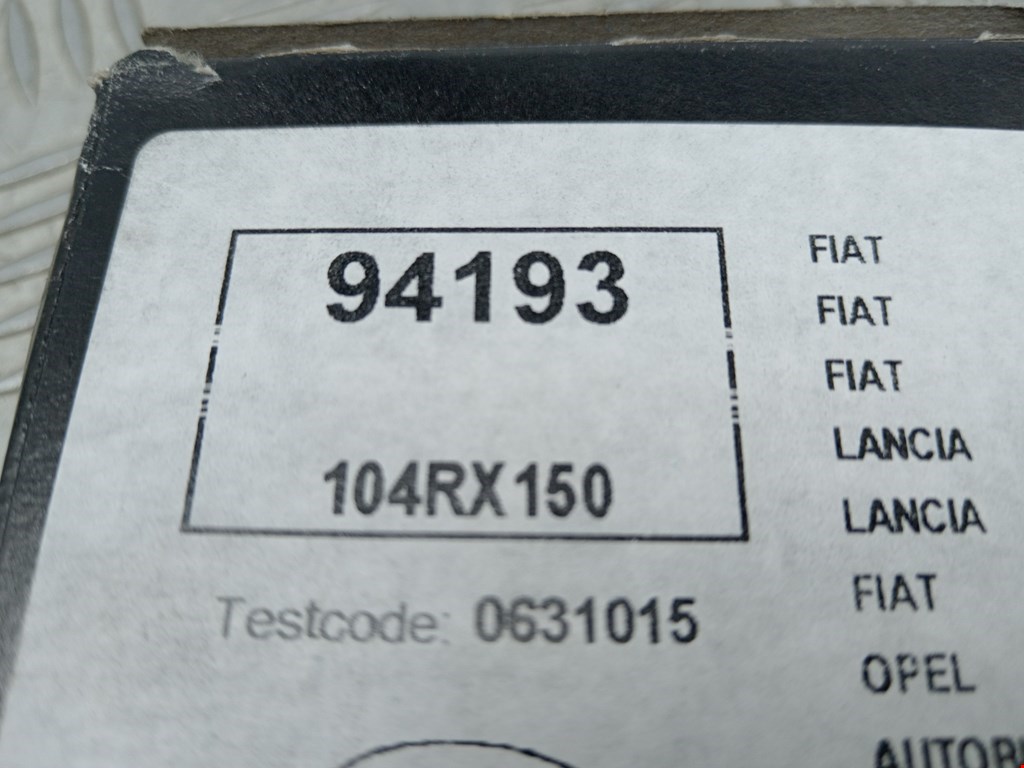 94193
104RX150
Testcode: 0631015
FIAT
FIAT
FIAT
LANCIA
LANCIA
FIAT
OPEL